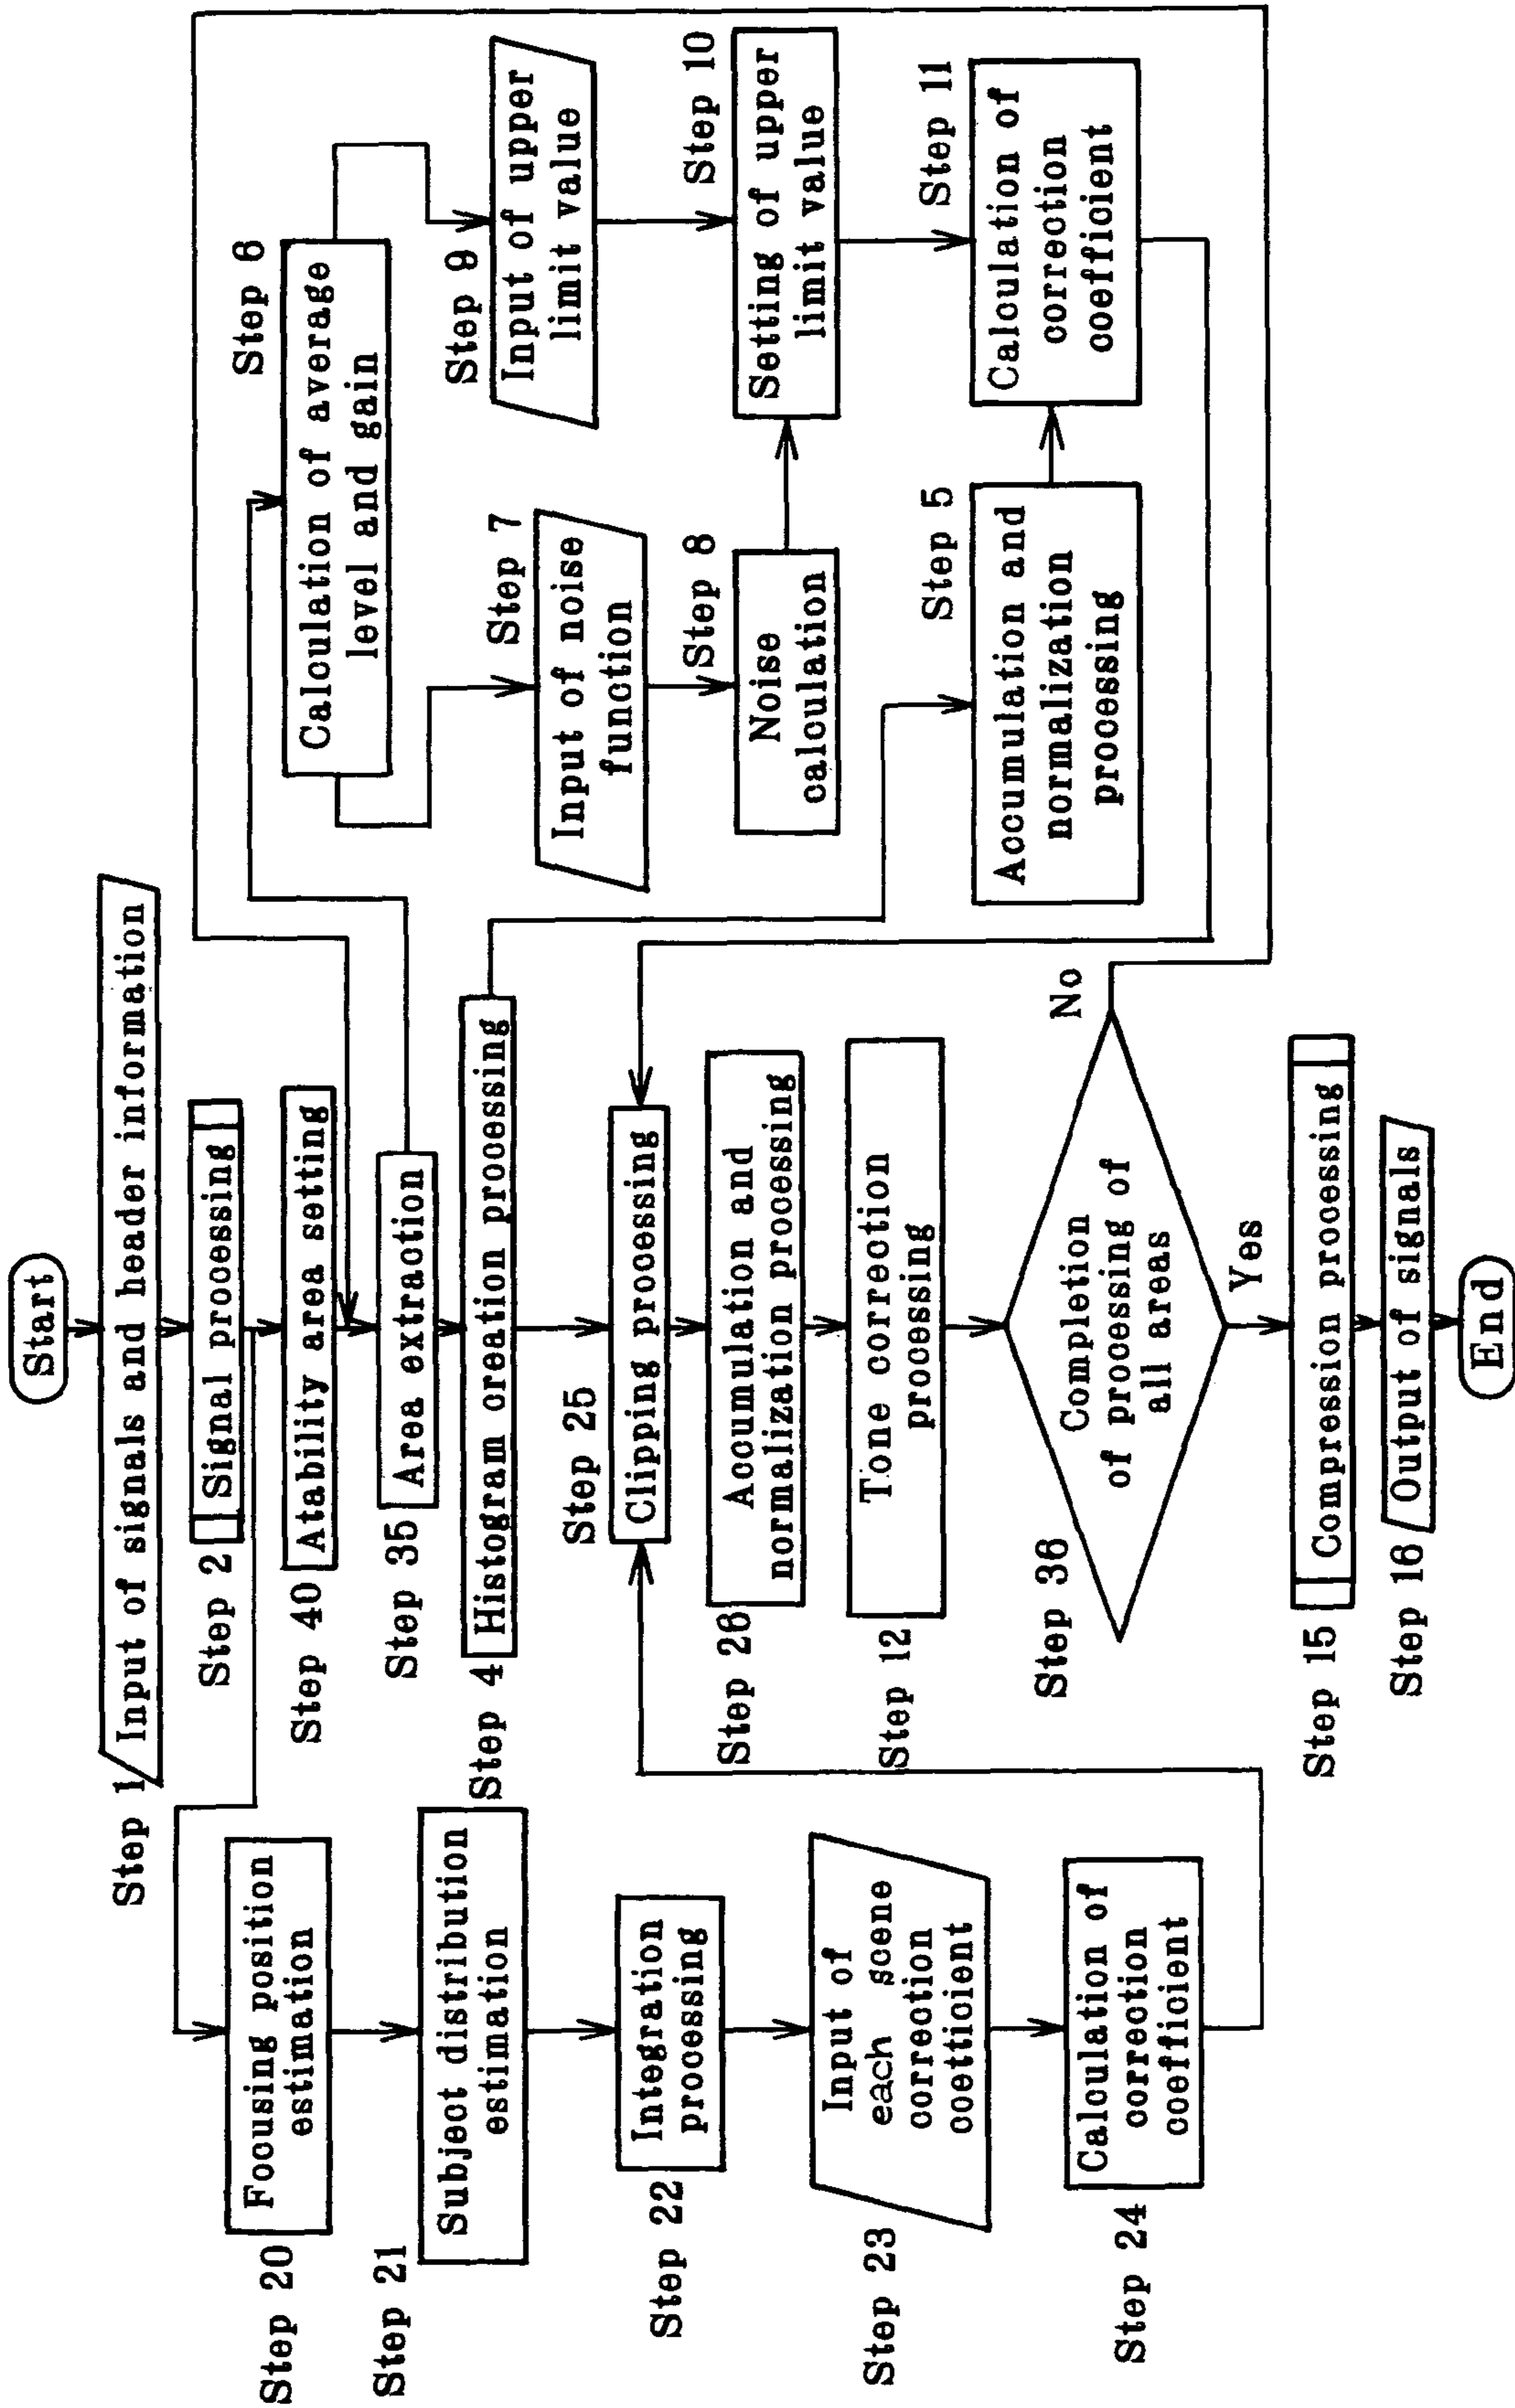 Start
Step 1
Input of signals and header information
Step 2
Signal processing
Step 40
Atability area setting
Step 35
Area extraction
Step 4
Histogram creation processing
Step 25
Clipping processing
Step 26
Accumulation and
normalization processing
Step 12
Tone correction
processing
Step 36
Completion
of processing of
all areas
No
Yes
Step 15
Compression processing
Step 16
Output of signals
End
Step 20
Focusing position
estimation
Step 21
Subject distribution
estimation
Step 22
Integration
processing
Step 23
Input of
each scene
correction
coetticient
Step 24
Calculation of
correction
coefficient
Step 6
Calculation of average
level and gain
Step 7
Input of noise
function
Step 8
Noise
calculation
Step 9
Input of upper
limit value
Step 10
Setting of upper
limit value
Step 5
Accumulation and
normalization
processing
Step 11
Calculation of
correction
coefficient